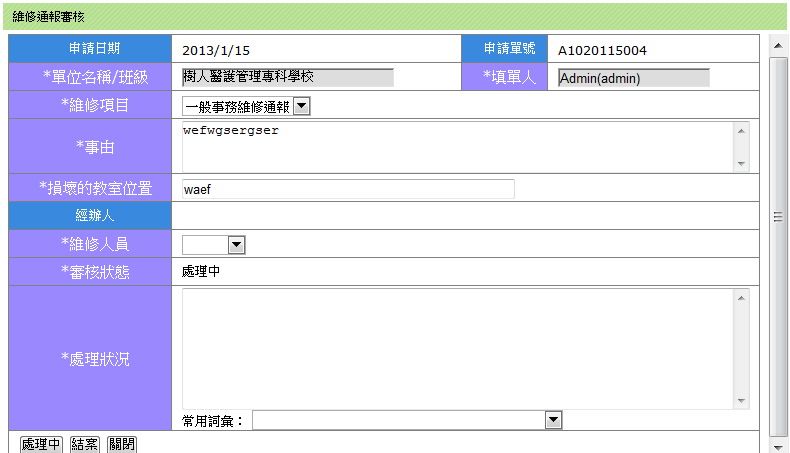 維修通報審核
申請日期 2013/1/15 申請單號 A1020115004
*單位名稱/班級 樹人醫護管理專科學校 *填單人 Admin(admin)
*維修項目 一般事務維修通報
*事由 wefwgsergser
*損壞的教室位置 waef
經辦人
*維修人員
*審核狀態 處理中
*處理狀況
常用詞彙：
處理中 結案 關閉